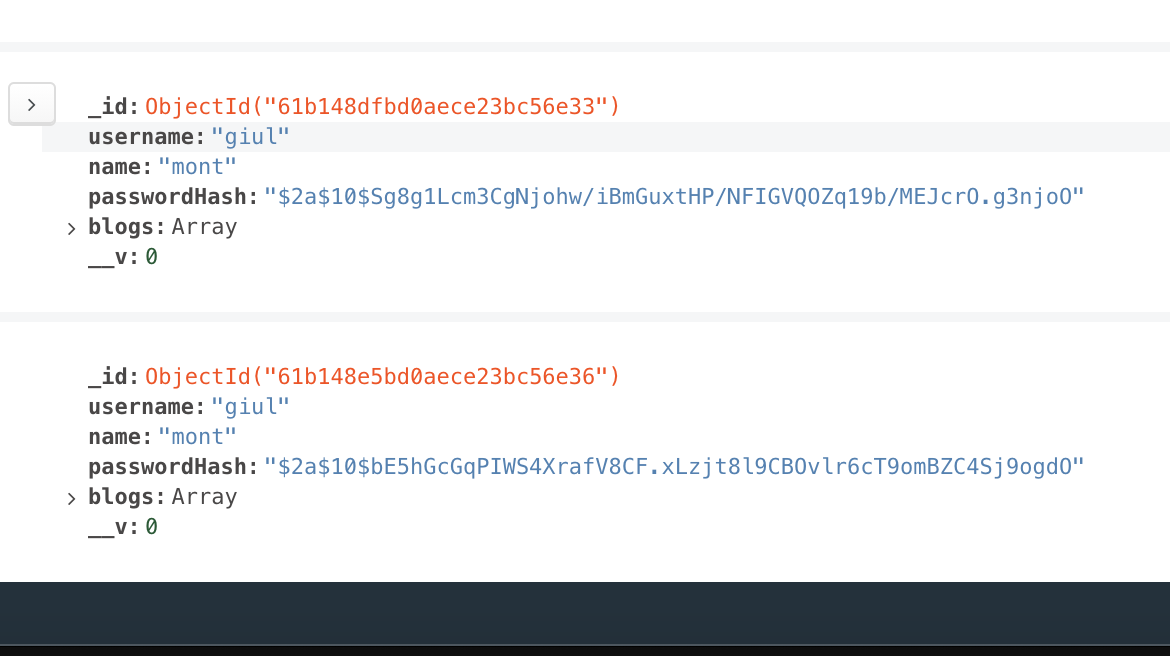 _id: ObjectId("61b148dfbd0aece23bc56e33")
username: "giul"
name: "mont"
passwordHash: "$2a$10$Sg8g1Lcm3CgNjohw/iBmGuxtHP/NFIGVQOZq19b/MEJcrO.g3njoO"
blogs: Array
__v: 0
_id: ObjectId("61b148e5bd0aece23bc56e36")
username: "giul"
name: "mont"
passwordHash: "$2a$10$bE5hGcGqPIWS4XrafV8CF.xLzjt8l9CBOvlr6cT9omBZC4Sj9ogdO"
blogs: Array
__v: 0